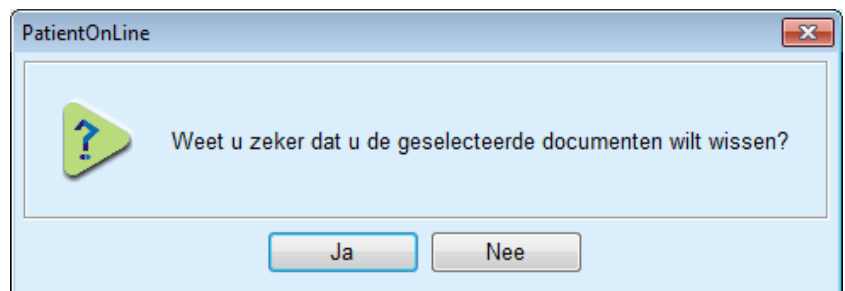 PatientOnLine
Weet u zeker dat u de geselecteerde documenten wilt wissen?
Ja
Nee